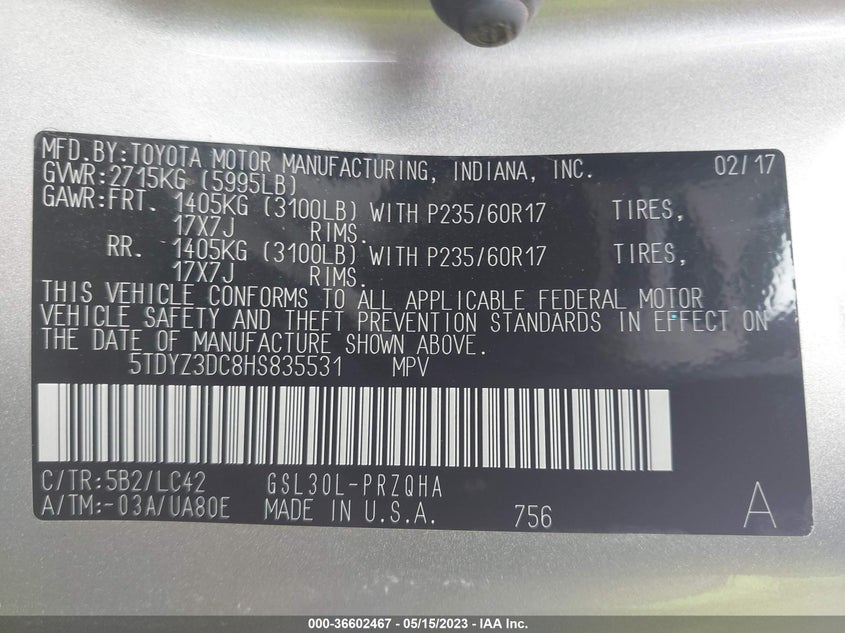 MFD.BY:TOYOTA MOTOR MANUFACTURING, INDIANA, INC. 02/17
GVWR:2715KG (5995LB)
GAWR:FRT. 1405KG (3100LB) WITH P235/60R17 TIRES,
17X7J RIMS.
RR. 1405KG (3100LB) WITH P235/60R17 TIRES,
17X7J RIMS.
THIS VEHICLE CONFORMS TO ALL APPLICABLE FEDERAL MOTOR
VEHICLE SAFETY AND THEFT PREVENTION STANDARDS IN EFFECT ON
THE DATE OF MANUFACTURE SHOWN ABOVE.
5TDYZ3DC8HS835531 MPV
C/TR:5B2/LC42 GSL30L-PRZQHA
A/TM:-03A/UA80E MADE IN U.S.A. 756 A
000-36602467 - 05/15/2023 - IAA Inc.